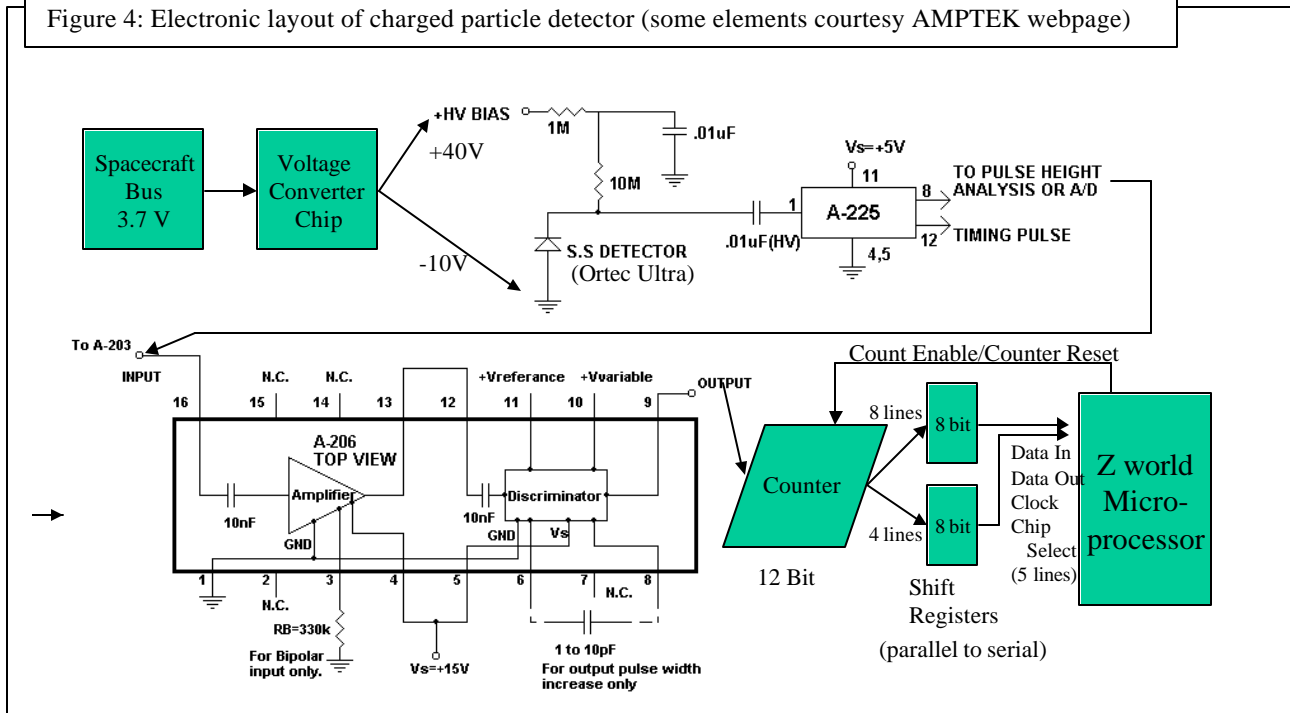 Figure 4: Electronic layout of charged particle detector (some elements courtesy AMPTEK webpage)
Spacecraft
Bus
3.7 V
Voltage
Converter
Chip
+HV BIAS
+40V
-10V
1M
.01uF
10M
S.S DETECTOR
(Ortec Ultra)
.01uF(HV)
Vs=+5V
11
1
A-225
8
12
4,5
TO PULSE HEIGHT
ANALYSIS OR A/D
TIMING PULSE
To A-203
INPUT
N.C.
N.C.
+Vreferance
+Vvariable
OUTPUT
16
15
14
13
12
11
10
9
A-206
TOP VIEW
Amplifier
10nF
GND
10nF
Discriminator
GND
Vs
1
2
3
4
5
6
7
8
N.C.
N.C.
RB=330k
For Bipolar
input only.
Vs=+15V
1 to 10pF
For output pulse width
increase only
Count Enable/Counter Reset
Counter
12 Bit
8 lines
4 lines
8 bit
8 bit
Shift
Registers
(parallel to serial)
Data In
Data Out
Clock
Chip
Select
(5 lines)
Z world
Micro-
processor